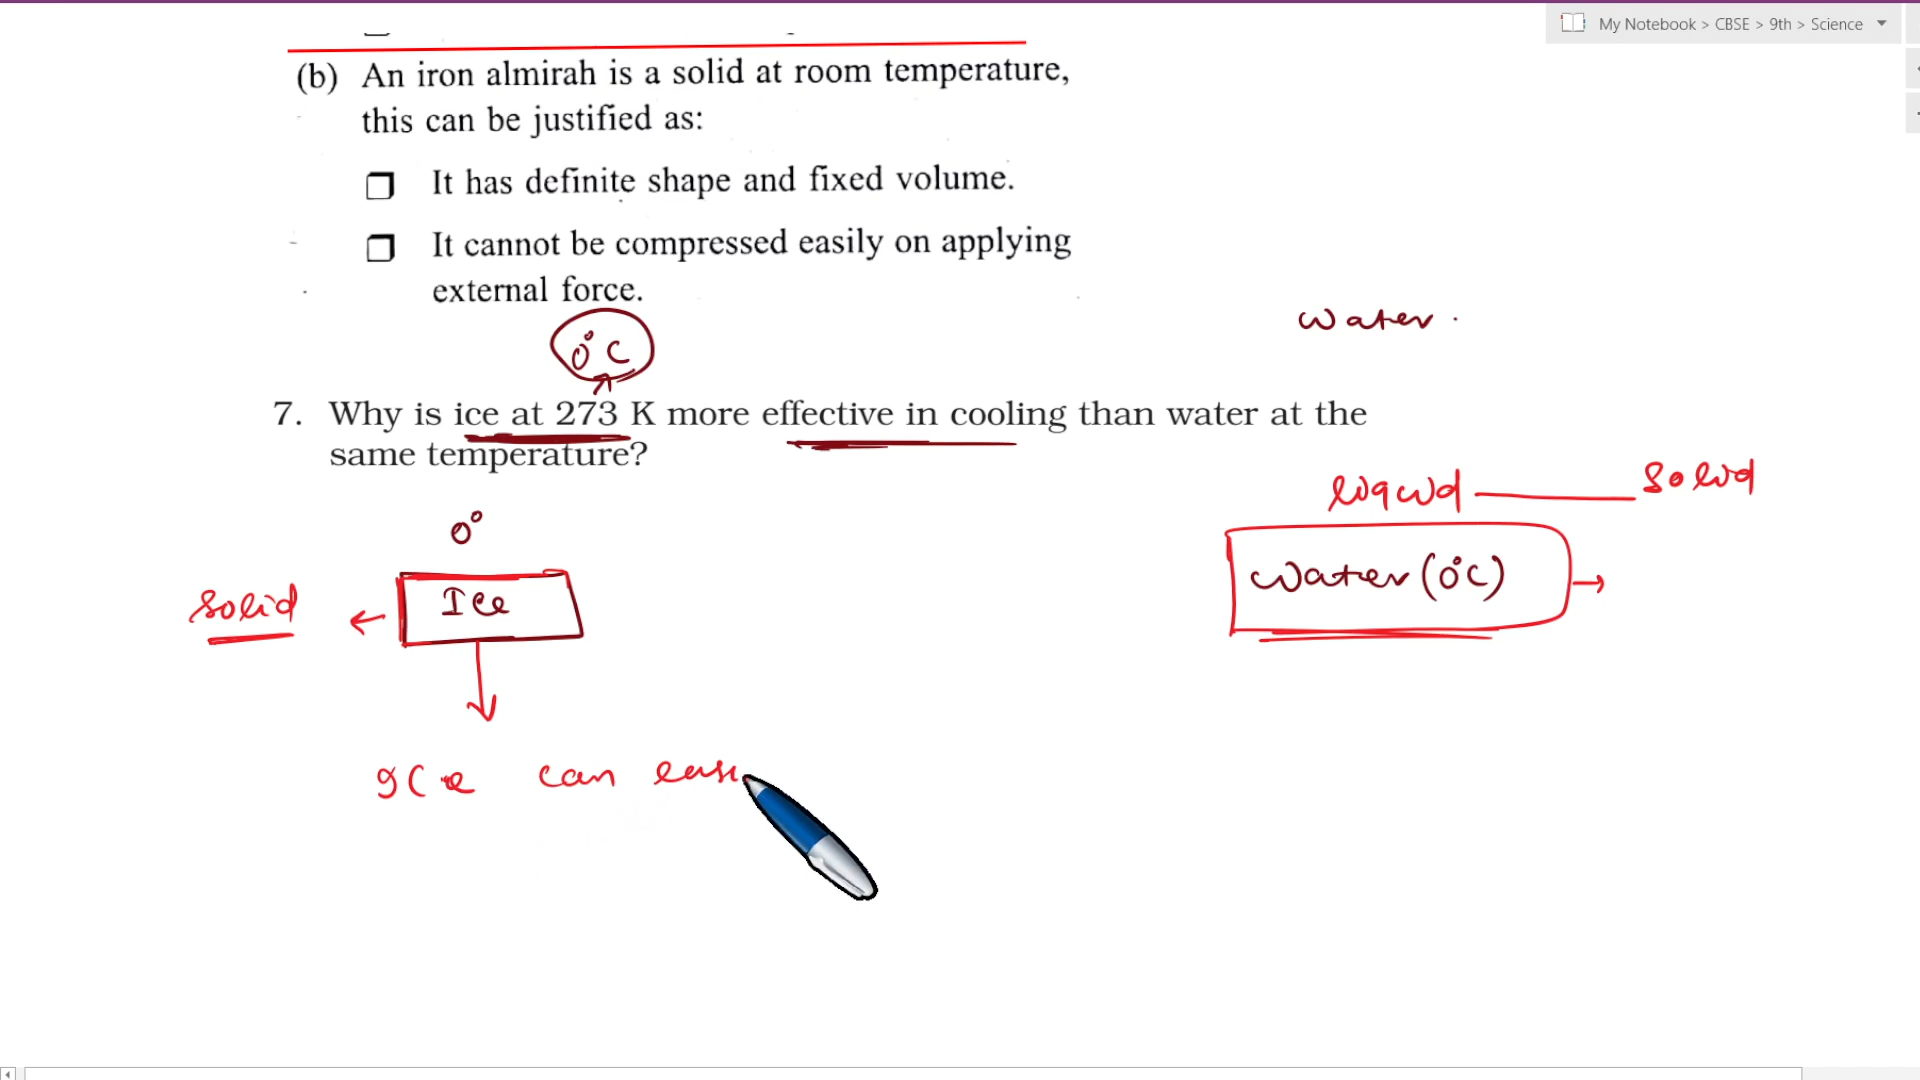 My Notebook > CBSE > 9th > Science
(b) An iron almirah is a solid at room temperature,
this can be justified as:
It has definite shape and fixed volume.
It cannot be compressed easily on applying
external force.
0°C
water.
7. Why is ice at 273 K more effective in cooling than water at the
same temperature?
liquid solid
0°
solid
Ice
Water (0°C)
Ice can easi